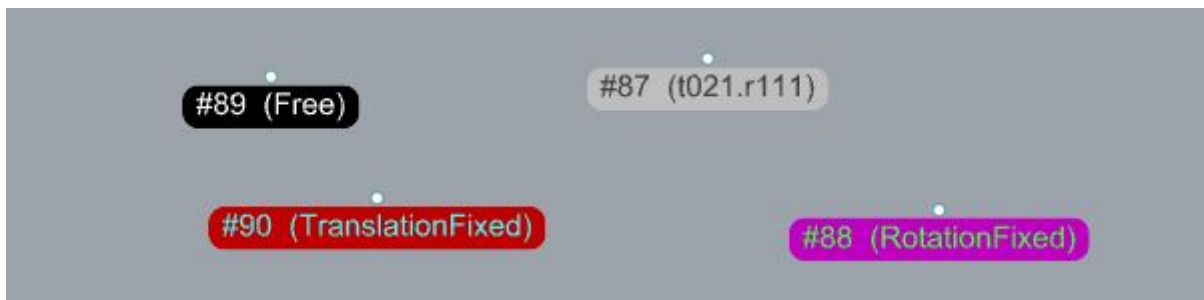 #87 (t021.r111)
#89 (Free)
#90 (TranslationFixed)
#88 (RotationFixed)